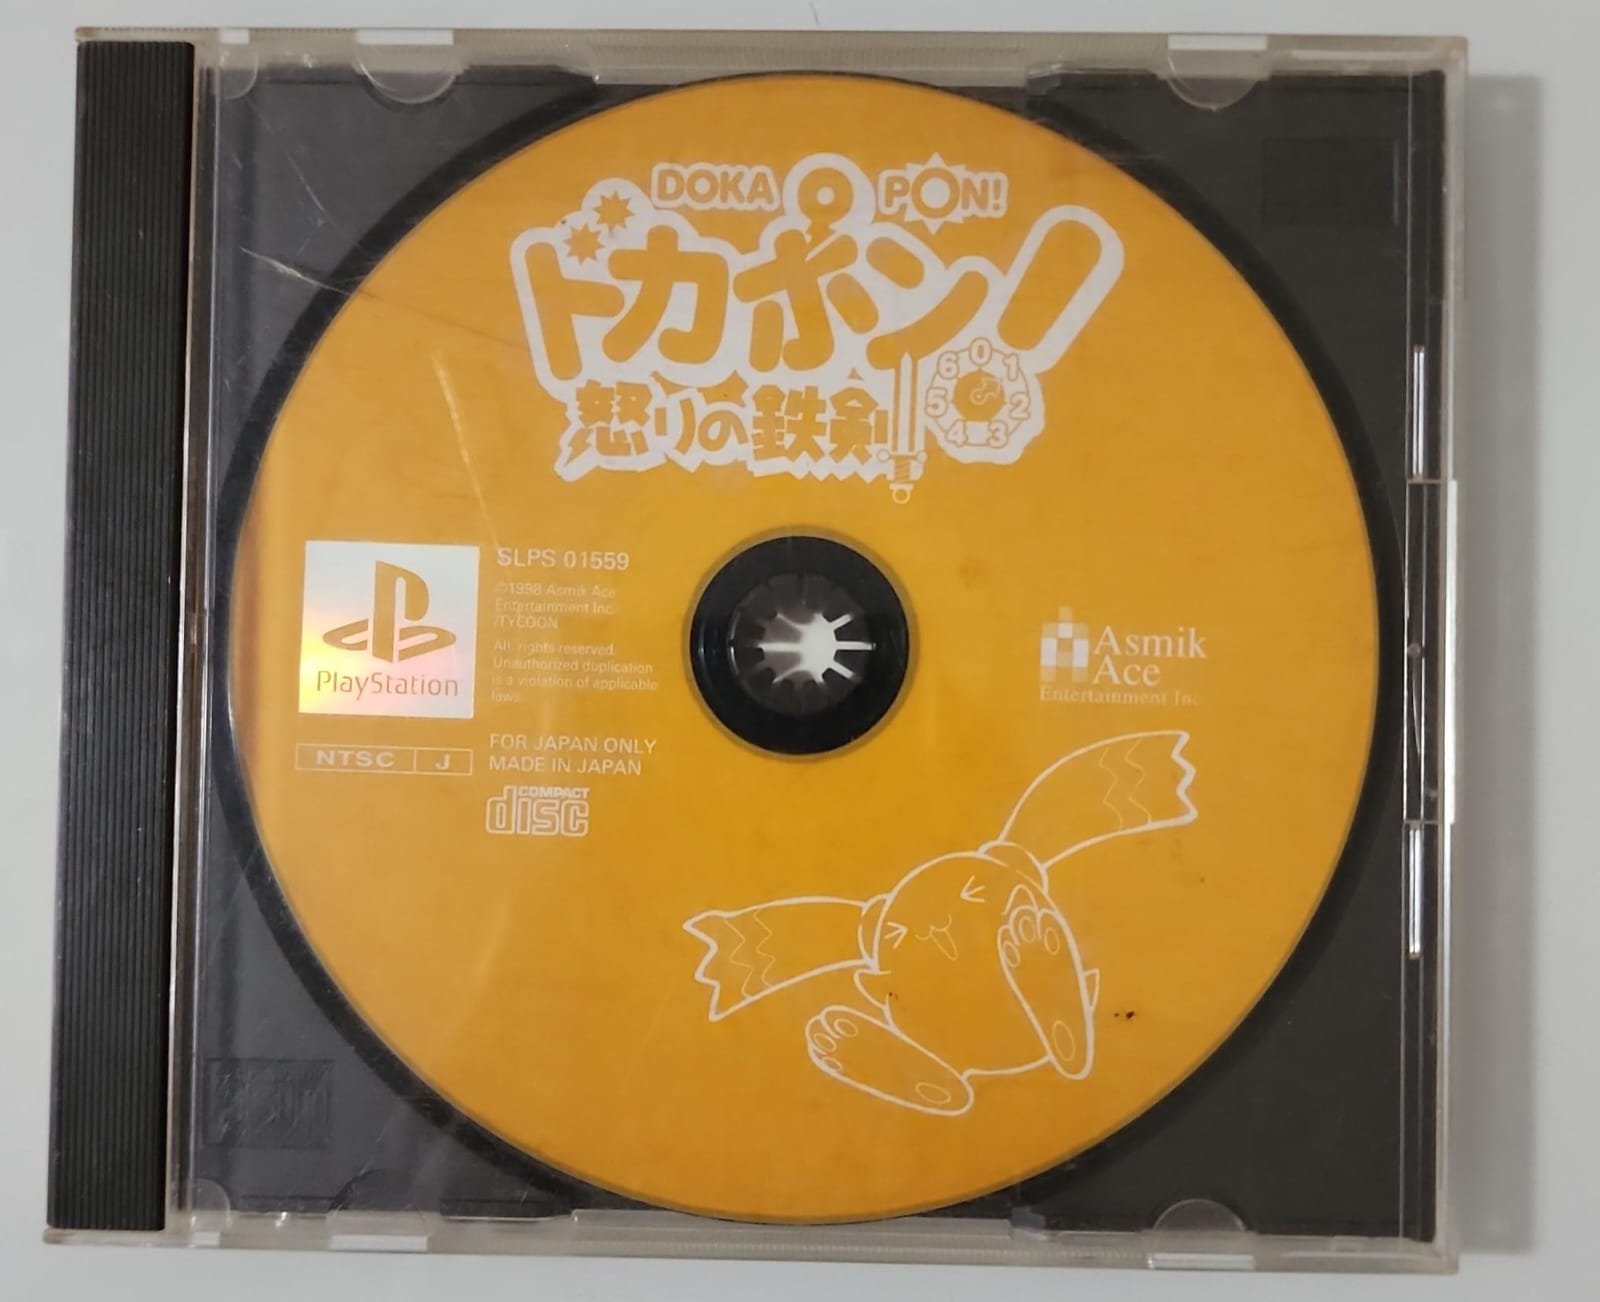 DOKAPON!
ドカポン!
怒りの鉄剣
0
1
2
3
4
5
6
SLPS 01559
©1998 Asmik Ace
Entertainment Inc.
/TYCOON
All rights reserved.
Unauthorized duplication
is a violation of applicable
laws.
PlayStation
NTSC J
FOR JAPAN ONLY
MADE IN JAPAN
COMPACT
disc
Asmik
Ace
Entertainment Inc